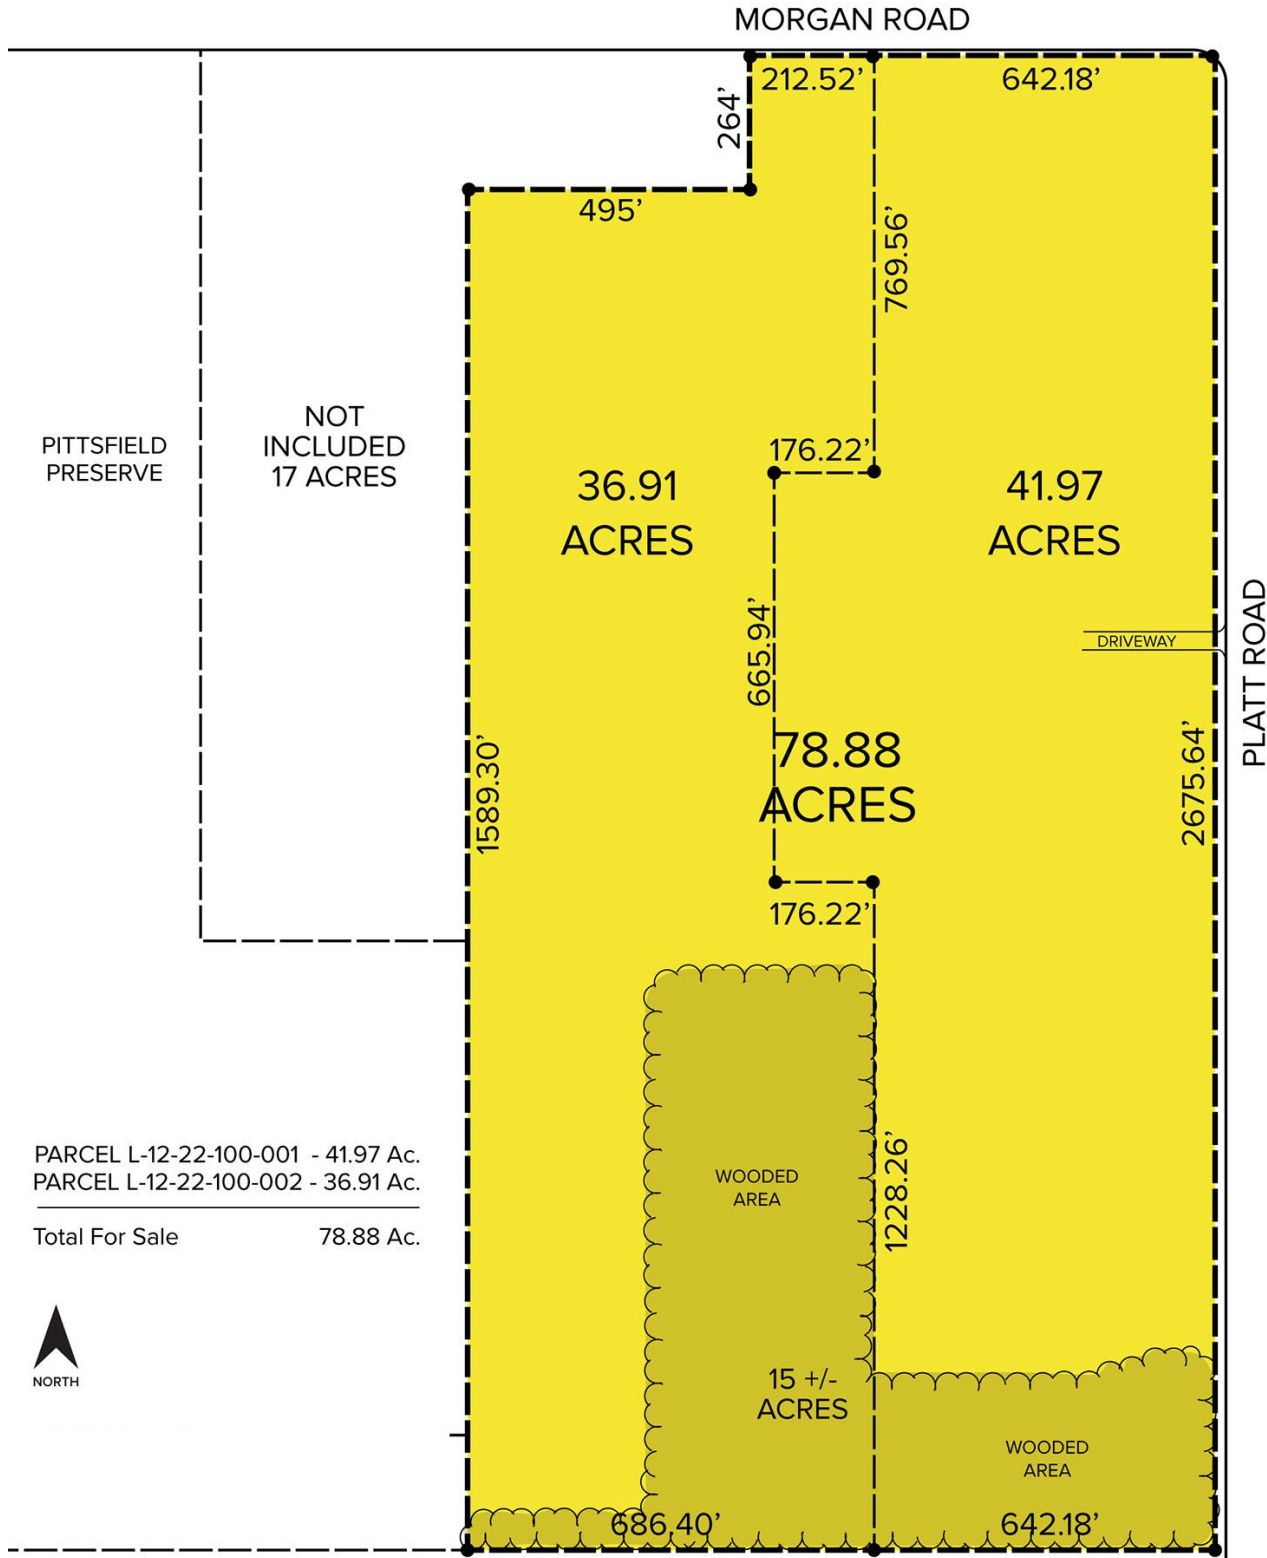 MORGAN ROAD
212.52’
642.18’
264’
495’
769.56’
PITTSFIELD
PRESERVE
NOT
INCLUDED
17 ACRES
176.22’
36.91
ACRES
41.97
ACRES
665.94’
DRIVEWAY
PLATT ROAD
78.88
ACRES
1589.30’
2675.64’
176.22’
PARCEL L-12-22-100-001 - 41.97 Ac.
PARCEL L-12-22-100-002 - 36.91 Ac.
Total For Sale 78.88 Ac.
WOODED
AREA
1228.26’
NORTH
15 +/-
ACRES
WOODED
AREA
686.40’
642.18’